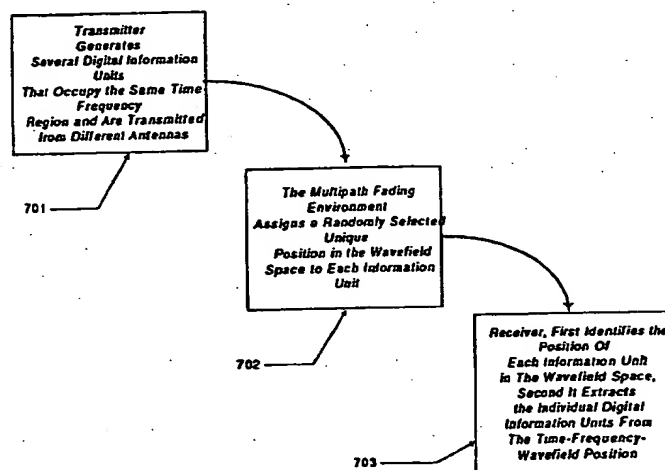 Transmitter
Generates
Several Digital Information
Units
That Occupy the Same Time
Frequency
Region and Are Transmitted
from Different Antennas
701
The Multipath Fading
Environment
Assigns a Randomly Selected
Unique
Position in the Wavefield
Space to Each Information
Unit
702
Receiver, First Identifies the
Position Of
Each Information Unit
in The Wavefield Space,
Second It Extracts
the Individual Digital
Information Units From
The Time-Frequency-
Wavefield Position
703